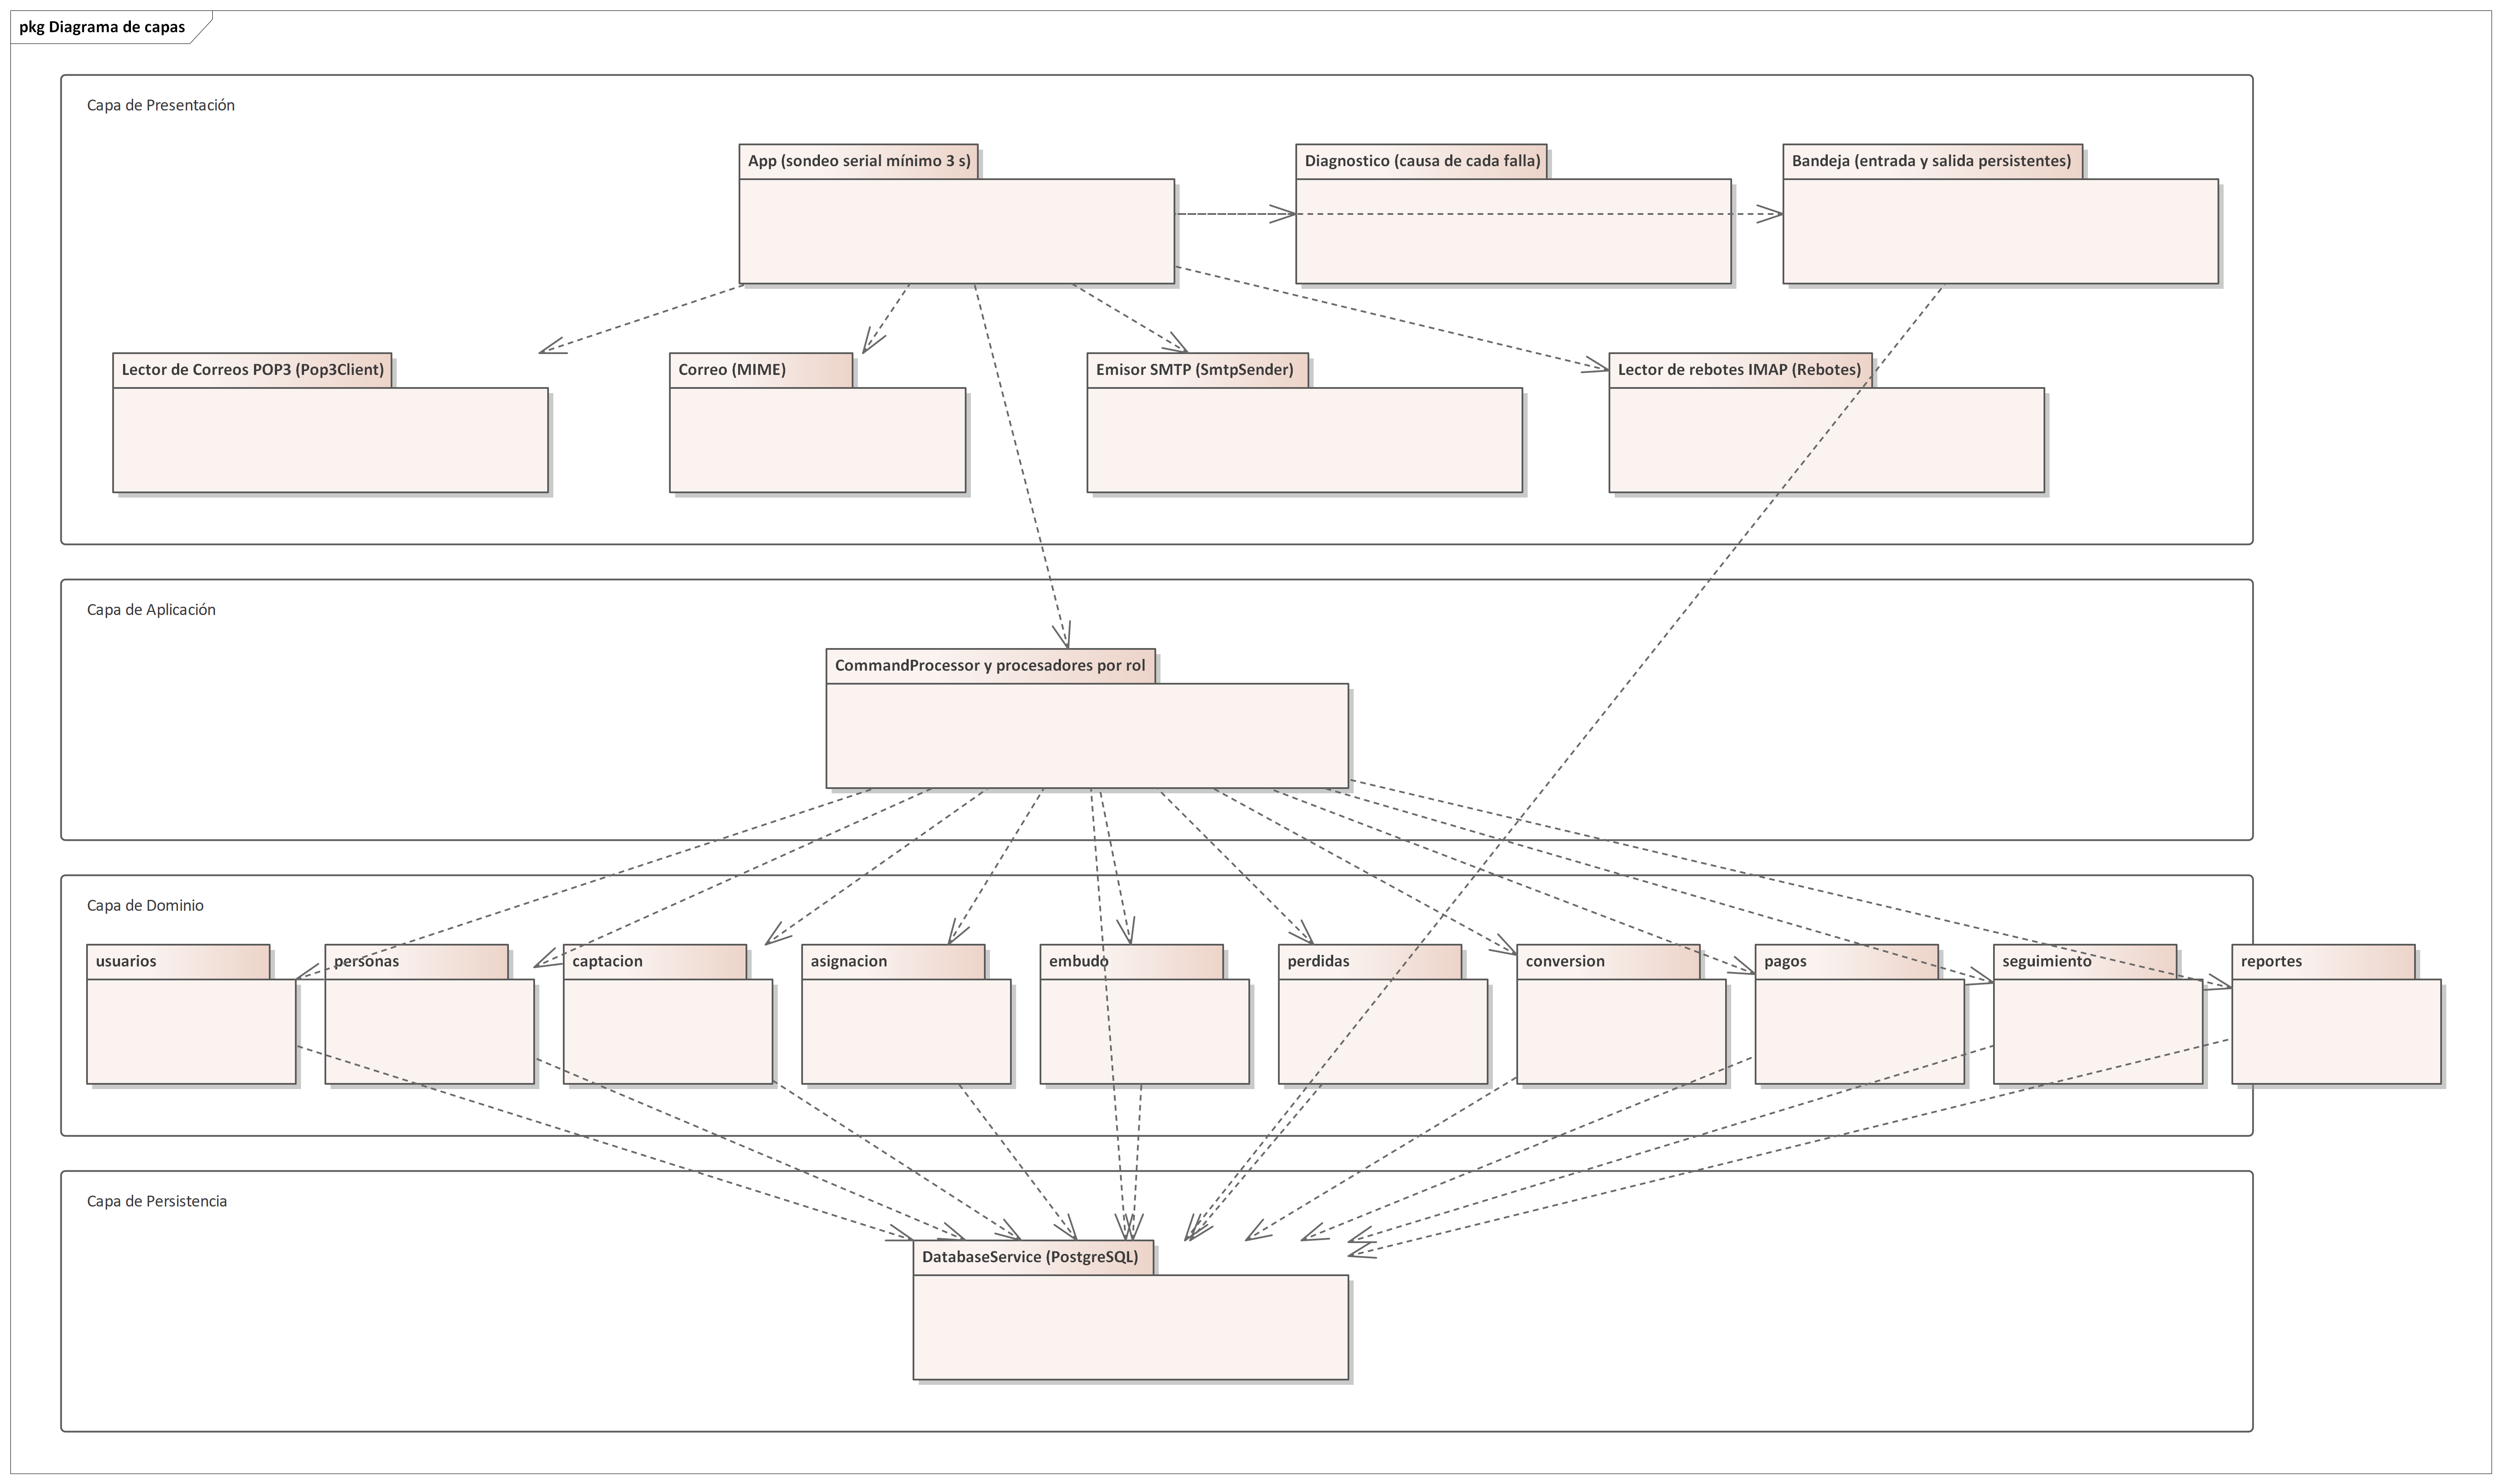 pkg Diagrama de capas
Capa de Presentación
App (sondeo serial mínimo 3 s)
Diagnostico (causa de cada falla)
Bandeja (entrada y salida persistentes)
Lector de Correos POP3 (Pop3Client)
Correo (MIME)
Emisor SMTP (SmtpSender)
Lector de rebotes IMAP (Rebotes)
Capa de Aplicación
CommandProcessor y procesadores por rol
Capa de Dominio
usuarios
personas
captacion
asignacion
embudo
perdidas
conversion
pagos
seguimiento
reportes
Capa de Persistencia
DatabaseService (PostgreSQL)